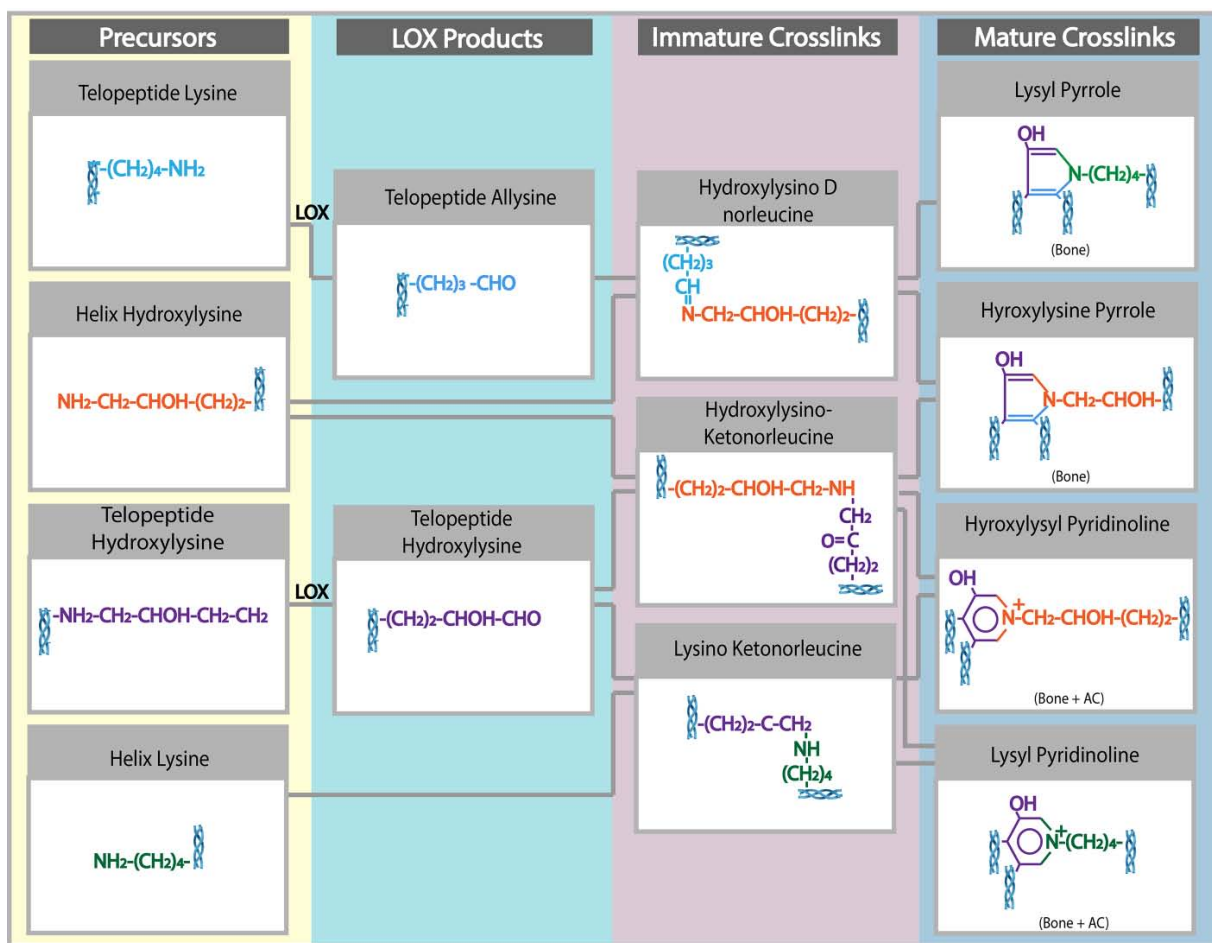 Precursors
LOX Products
Immature Crosslinks
Mature Crosslinks
Telopeptide Lysine
-(CH2)4-NH2
LOX
Helix Hydroxylysine
NH2-CH2-CHOH-(CH2)2-
Telopeptide
Hydroxylysine
-NH2-CH2-CHOH-CH2-CH2
LOX
Helix Lysine
NH2-(CH2)4-
Telopeptide Allysine
-(CH2)3 -CHO
Telopeptide
Hydroxylysine
-(CH2)2-CHOH-CHO
Hydroxylysino D
norleucine
(CH2)3
CH
N-CH2-CHOH-(CH2)2-
Hydroxylysino-
Ketonorleucine
-(CH2)2-CHOH-CH2-NH
CH2
O=C
(CH2)2
Lysino Ketonorleucine
-(CH2)2-C-CH2
NH
(CH2)4
Lysyl Pyrrole
OH
N-(CH2)4-
(Bone)
Hyroxylysine Pyrrole
OH
N-CH2-CHOH-
(Bone)
Hyroxylysyl Pyridinoline
OH
N+-CH2-CHOH-(CH2)2-
(Bone + AC)
Lysyl Pyridinoline
OH
N+-(CH2)4-
(Bone + AC)